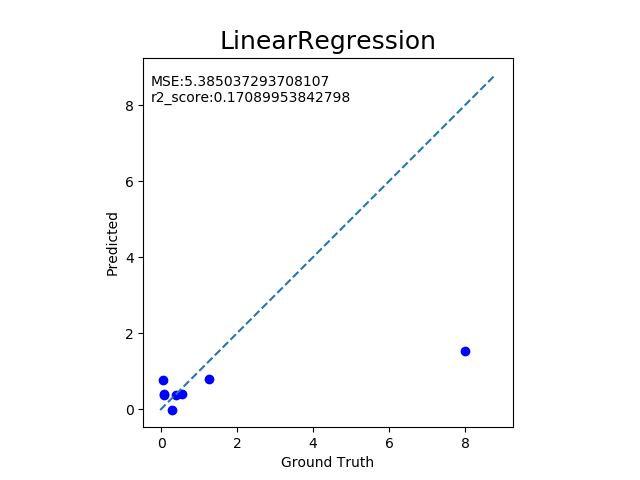 LinearRegression
MSE:5.385037293708107
r2_score:0.17089953842798
8
6
4
2
0
Predicted
0 2 4 6 8
Ground Truth